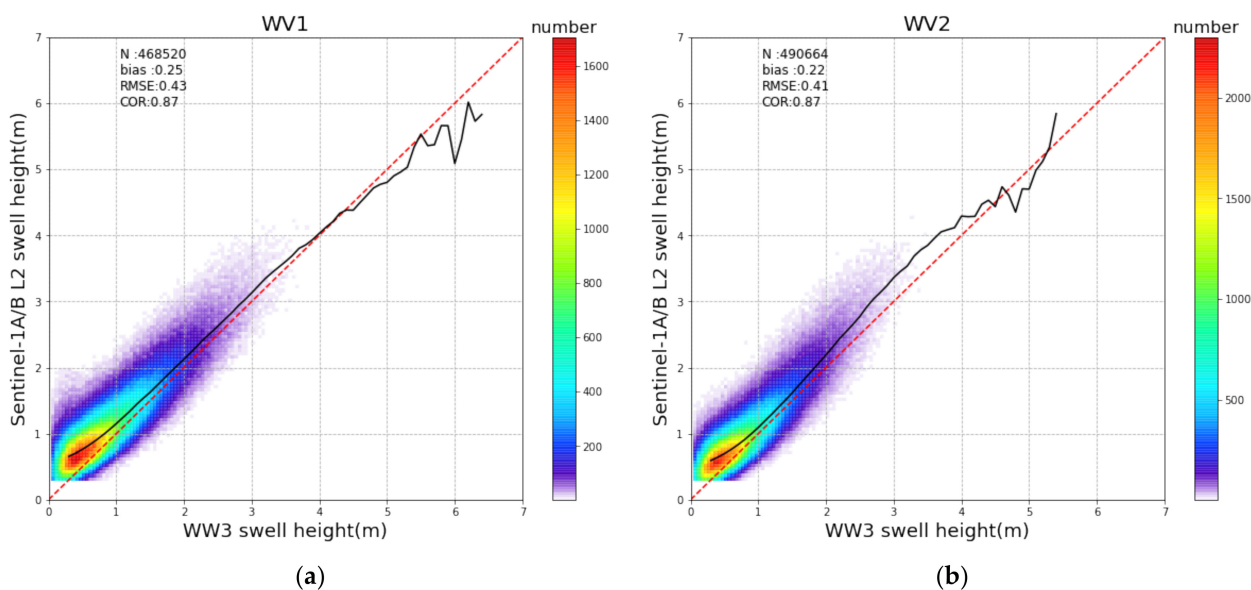 WV1
number
N :468520
bias :0.25
RMSE:0.43
COR:0.87
Sentinel-1A/B L2 swell height(m)
7
6
5
4
3
2
1
0
0 1 2 3 4 5 6 7
WW3 swell height(m)
1600
1400
1200
1000
800
600
400
200
(a)
WV2
number
N :490664
bias :0.22
RMSE:0.41
COR:0.87
Sentinel-1A/B L2 swell height(m)
7
6
5
4
3
2
1
0
0 1 2 3 4 5 6 7
WW3 swell height(m)
2000
1500
1000
500
(b)